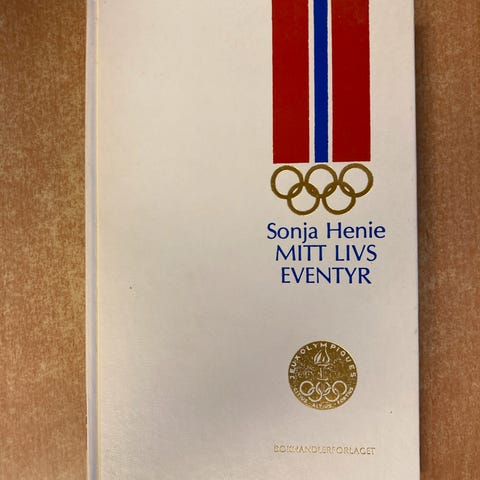 Sonja Henie
MITT LIVS
EVENTYR
JEUX OLYMPIQUES
CITIUS · ALTIUS · FORTIUS
BOKHANDLERFORLAGET